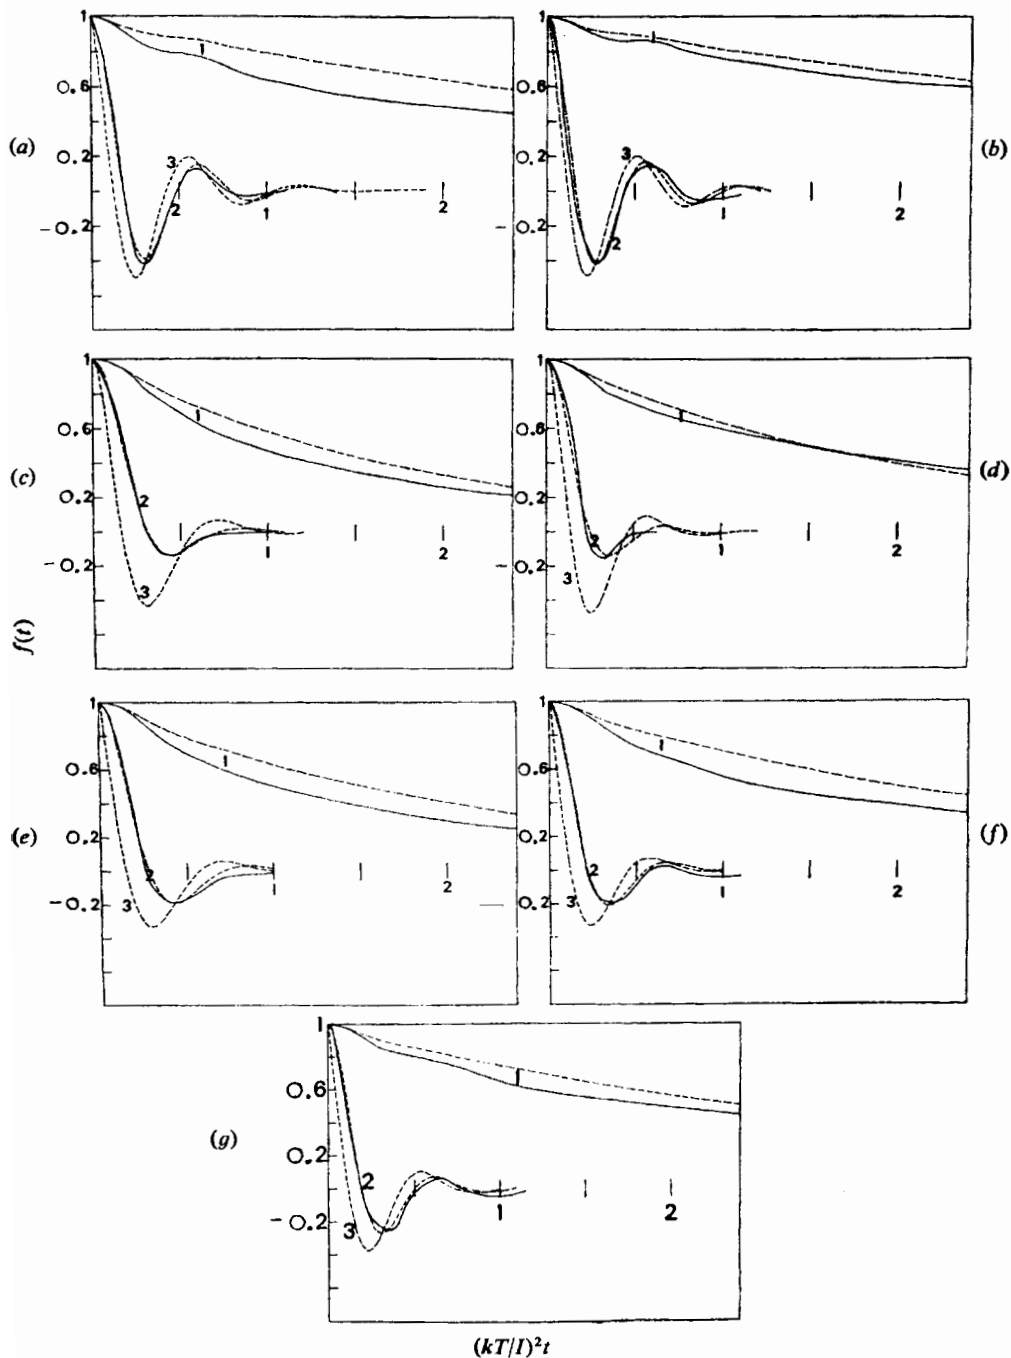 1 1
1 1
0.6 0.6
(a) (b)
0.2 3 0.2 3
2 1 2 1 2
-0.2 -0.2 2
1 1
0.6 1 0.6 1
(c) (d)
0.2 2 0.2
1 2 2 1 2
-0.2 -0.2
3 3
f(t)
1 1
1 1
0.6 0.6
(e) (f)
0.2 0.2
2 1 2 2 1 2
-0.2 3 0.2 3
1
0.6 1
(g)
0.2
2
-0.2 3 1 2
(kT/I)²t